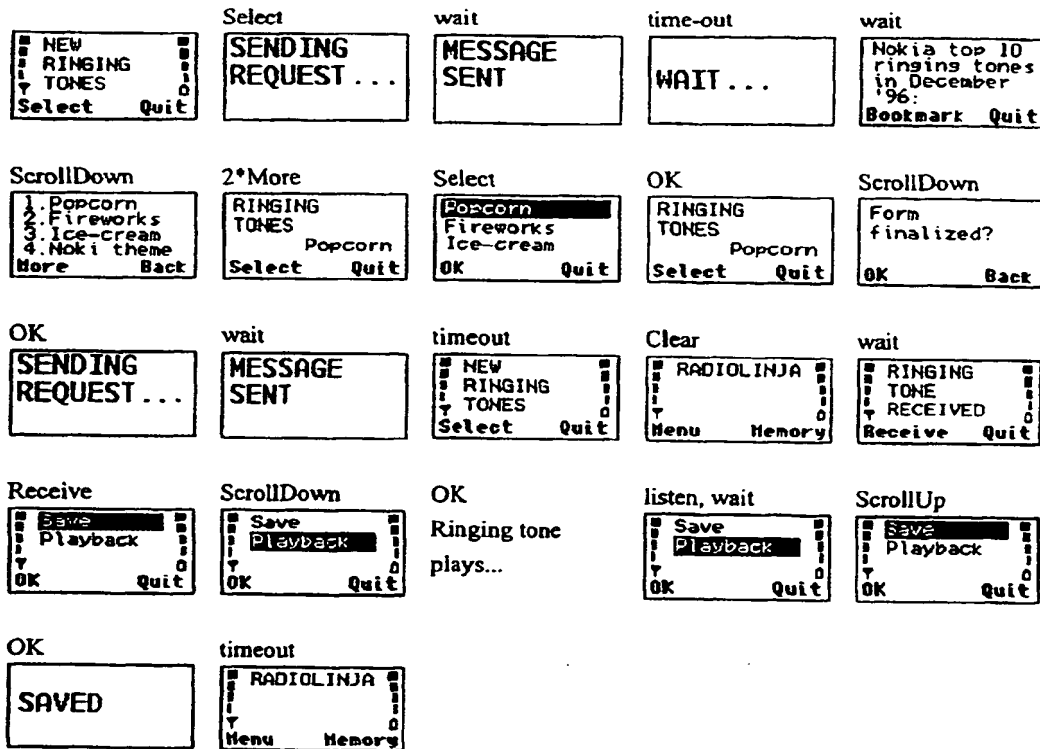 NEW
RINGING
TONES
Select Quit
Select
SENDING
REQUEST...
wait
MESSAGE
SENT
time-out
WAIT...
wait
Nokia top 10
ringing tones
in December
'96:
Bookmark Quit
ScrollDown
1.Popcorn
2.Fireworks
3.Ice-cream
4.Noki theme
More Back
2*More
RINGING
TONES
Popcorn
Select Quit
Select
Popcorn
Fireworks
Ice-cream
OK Quit
OK
RINGING
TONES
Popcorn
Select Quit
ScrollDown
Form
finalized?
OK Back
OK
SENDING
REQUEST...
wait
MESSAGE
SENT
timeout
NEW
RINGING
TONES
Select Quit
Clear
RADIOLINJA
Menu Memory
wait
RINGING
TONE
RECEIVED
Receive Quit
Receive
Save
Playback
OK Quit
ScrollDown
Save
Playback
OK Quit
OK
Ringing tone
plays...
listen, wait
Save
Playback
OK Quit
ScrollUp
Save
Playback
OK Quit
OK
SAVED
timeout
RADIOLINJA
Menu Memory